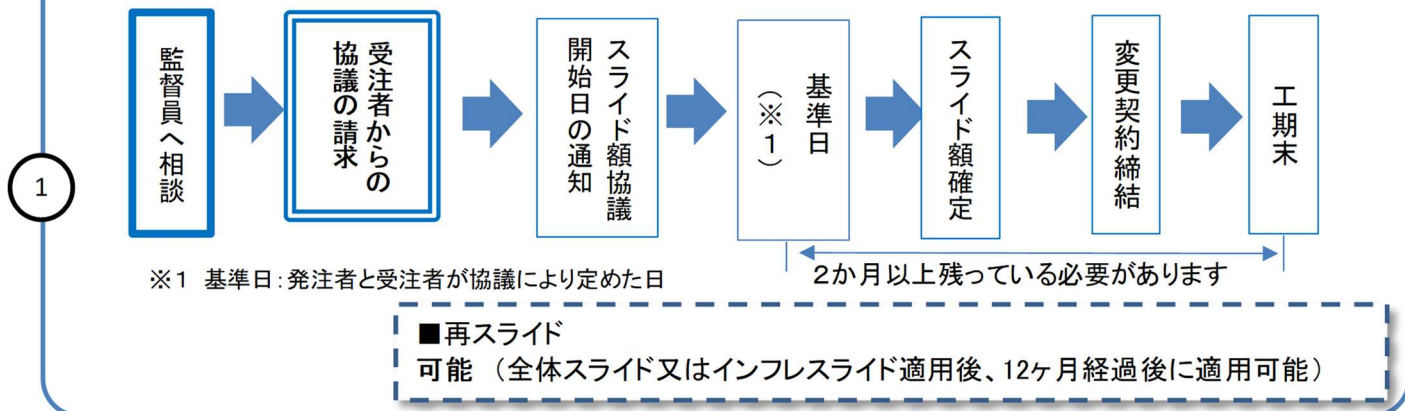 1
監督員へ相談
受注者からの
協議の請求
スライド額協議
開始日の通知
基準日
(※1)
スライド額確定
変更契約締結
工期末
※1 基準日:発注者と受注者が協議により定めた日
2か月以上残っている必要があります
■再スライド
可能 (全体スライド又はインフレスライド適用後、12ヶ月経過後に適用可能)